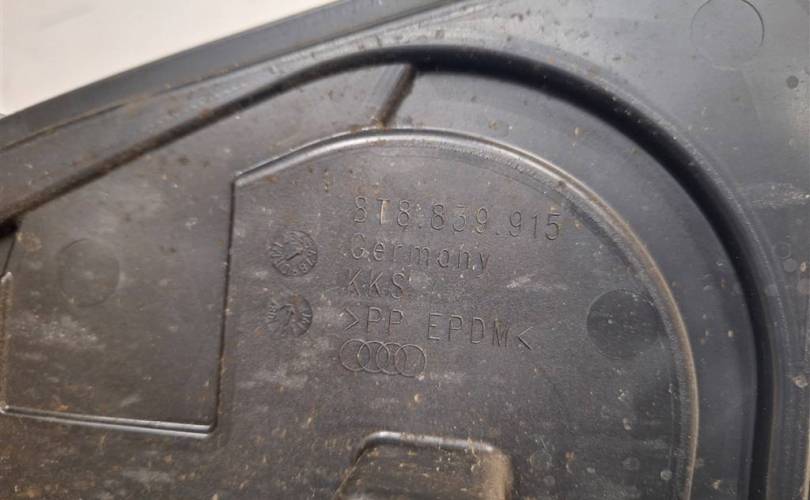 8T8.839.915
Germany
KKS
>PP EPDM<